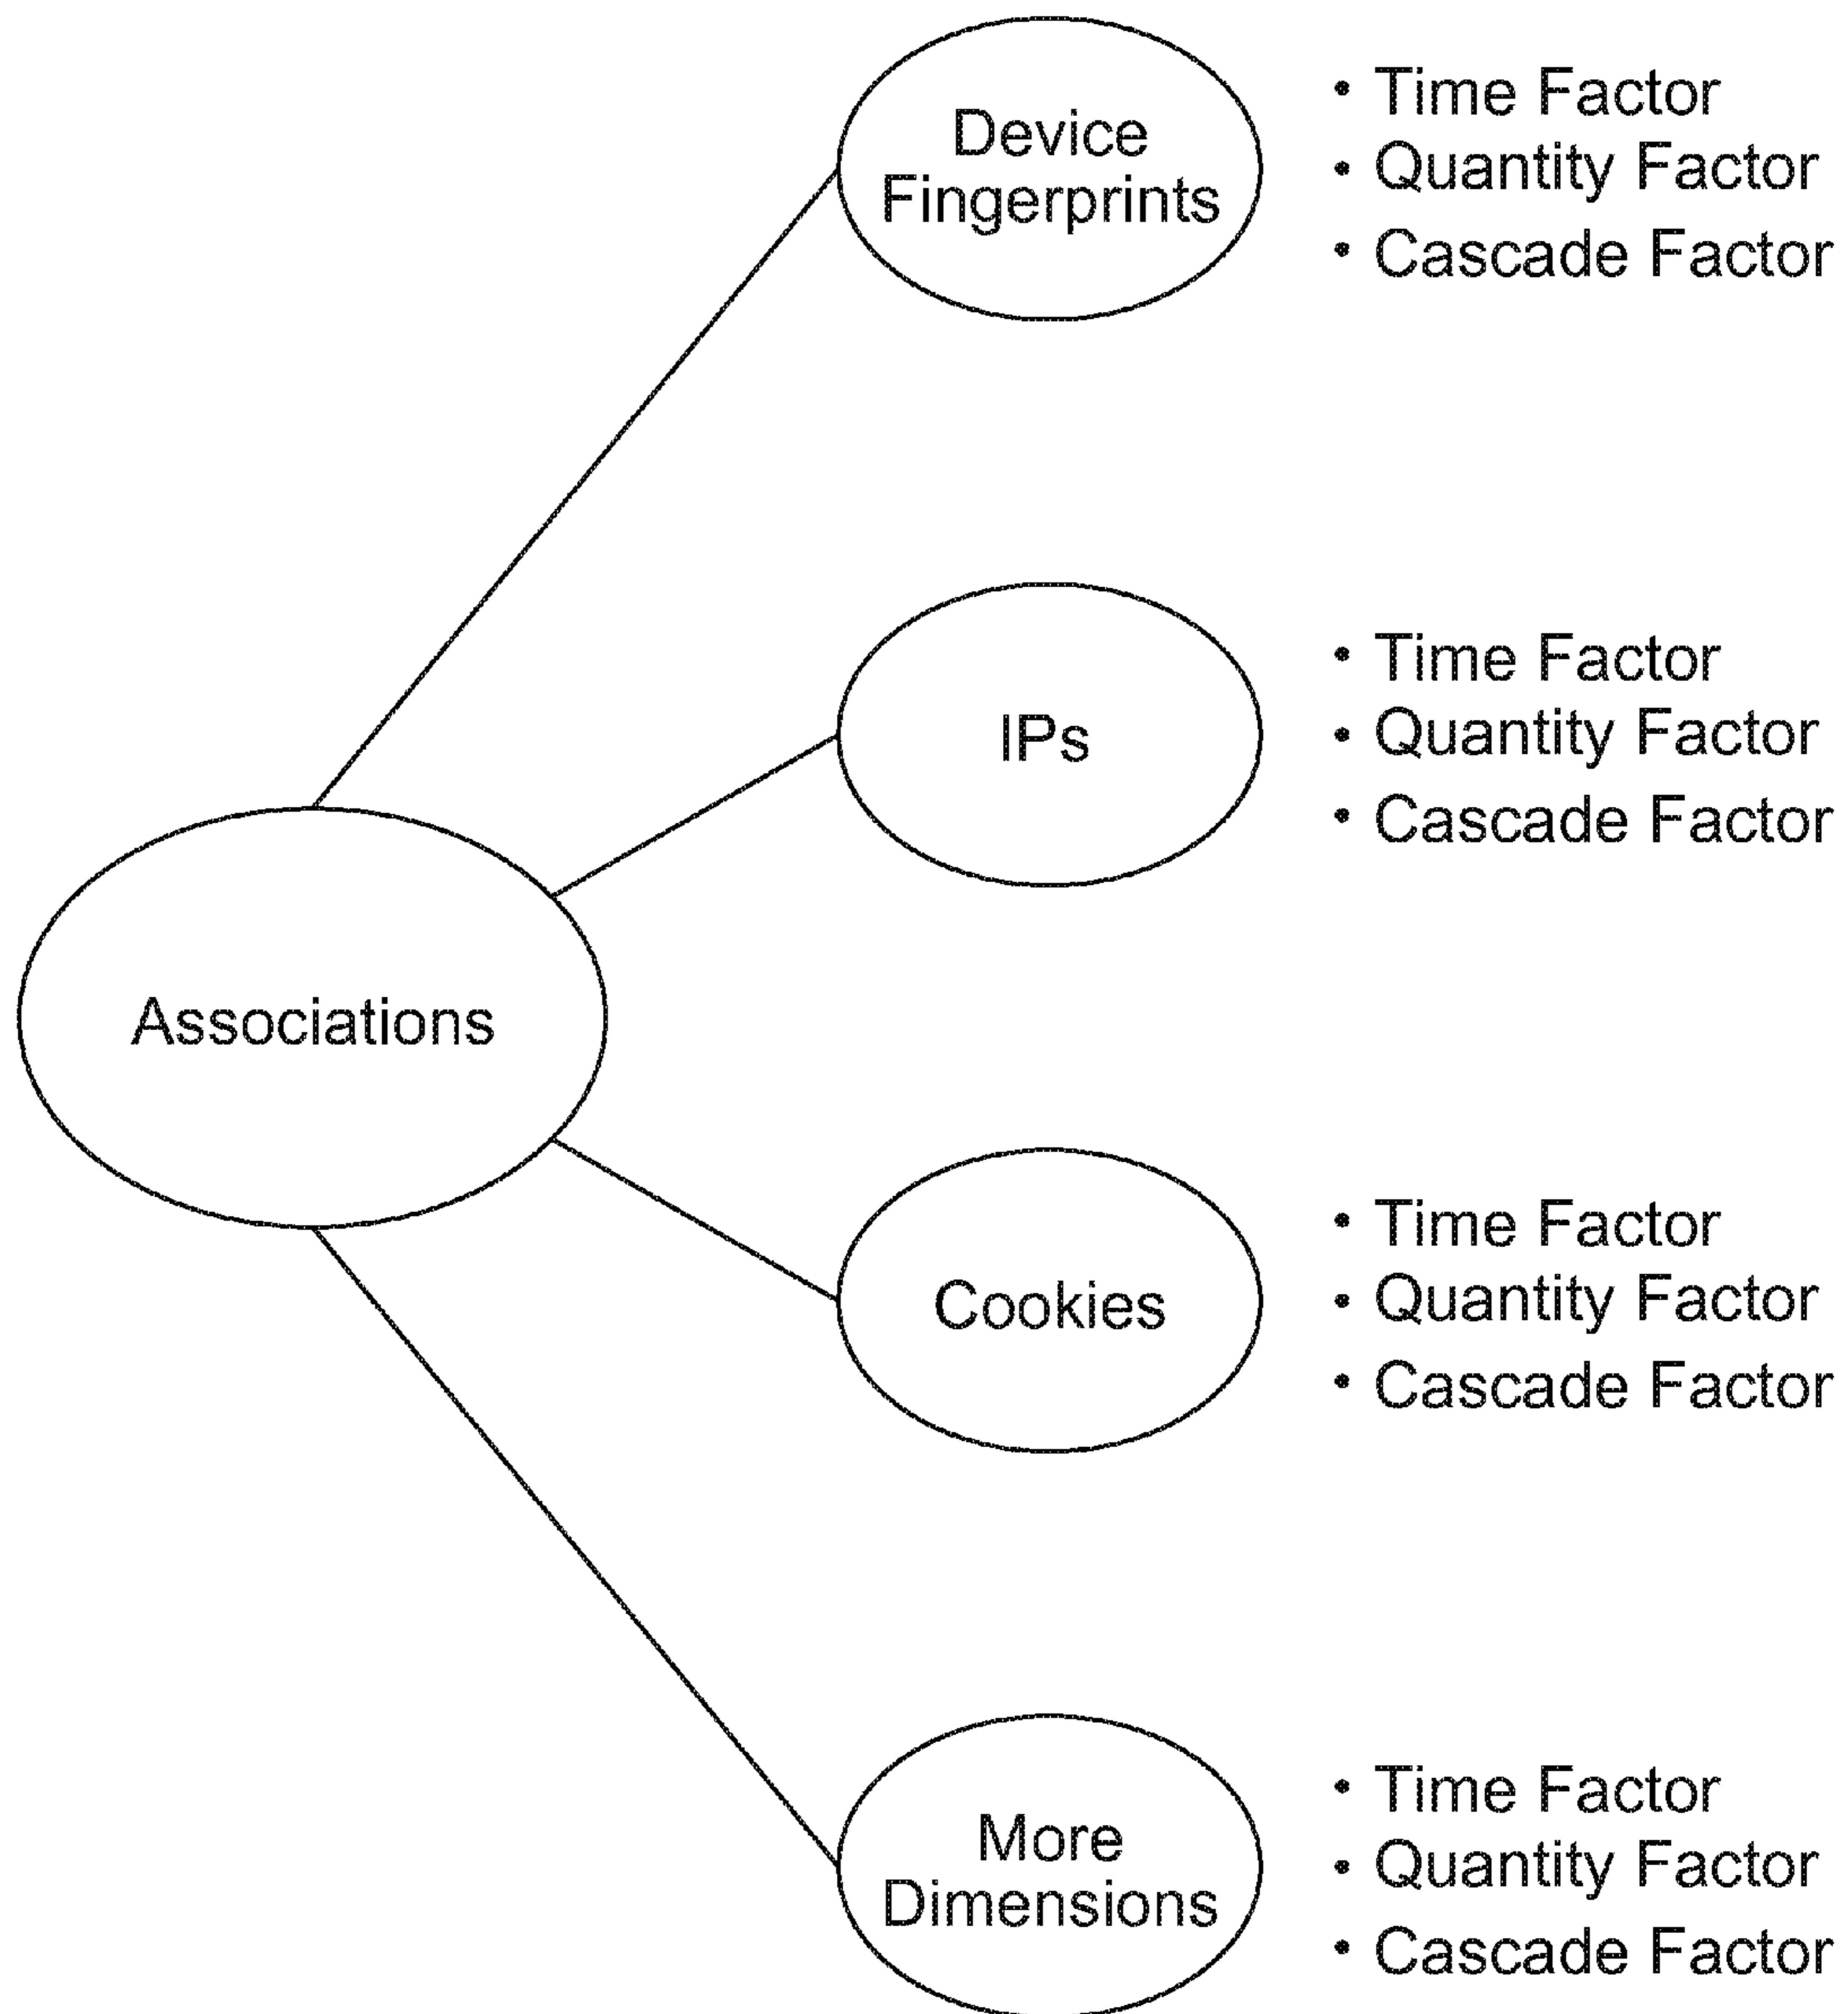 Device
Fingerprints
• Time Factor
• Quantity Factor
• Cascade Factor
IPs
• Time Factor
• Quantity Factor
• Cascade Factor
Associations
Cookies
• Time Factor
• Quantity Factor
• Cascade Factor
More
Dimensions
• Time Factor
• Quantity Factor
• Cascade Factor